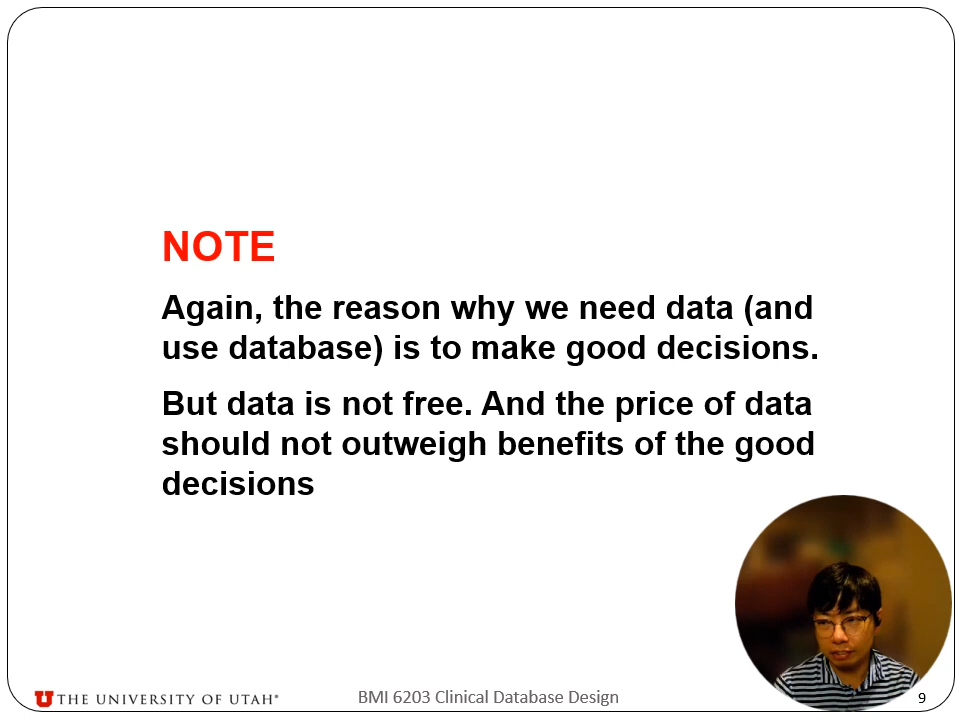 NOTE
Again, the reason why we need data (and
use database) is to make good decisions.
But data is not free. And the price of data
should not outweigh benefits of the good
decisions
U THE UNIVERSITY OF UTAH®
BMI 6203 Clinical Database Design
9